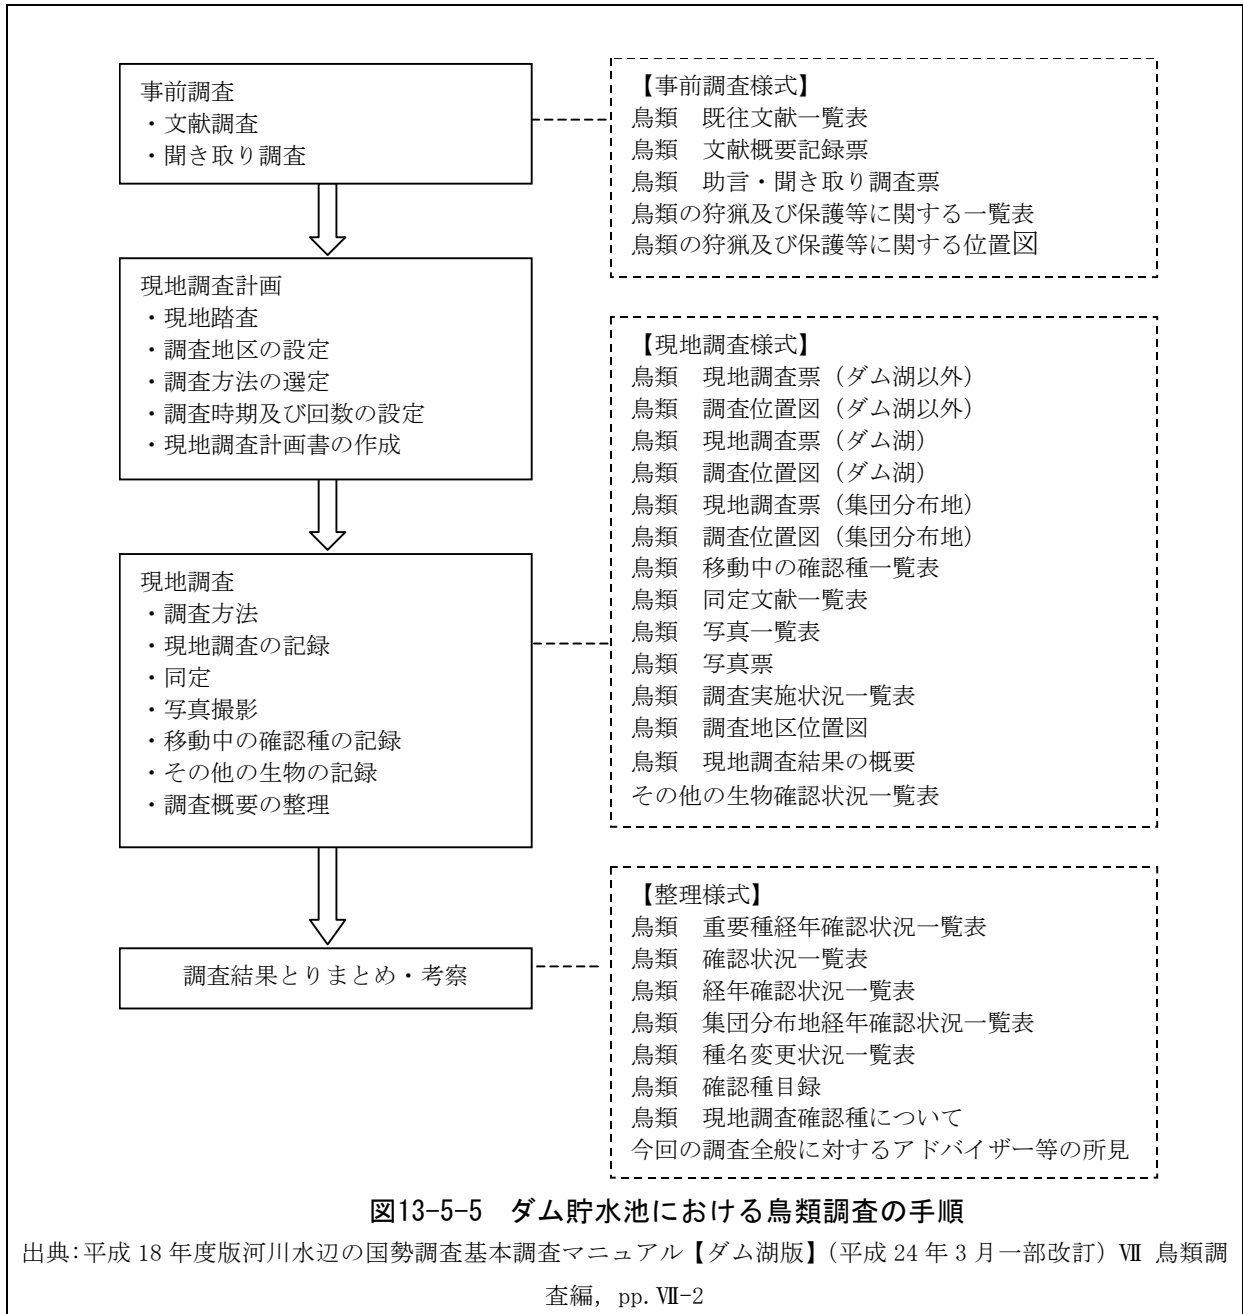 事前調査
・文献調査
・聞き取り調査
【事前調査様式】
鳥類　既往文献一覧表
鳥類　文献概要記録票
鳥類　助言・聞き取り調査票
鳥類の狩猟及び保護等に関する一覧表
鳥類の狩猟及び保護等に関する位置図
現地調査計画
・現地踏査
・調査地区の設定
・調査方法の選定
・調査時期及び回数の設定
・現地調査計画書の作成
現地調査
・調査方法
・現地調査の記録
・同定
・写真撮影
・移動中の確認種の記録
・その他の生物の記録
・調査概要の整理
【現地調査様式】
鳥類　現地調査票（ダム湖以外）
鳥類　調査位置図（ダム湖以外）
鳥類　現地調査票（ダム湖）
鳥類　調査位置図（ダム湖）
鳥類　現地調査票（集団分布地）
鳥類　調査位置図（集団分布地）
鳥類　移動中の確認種一覧表
鳥類　同定文献一覧表
鳥類　写真一覧表
鳥類　写真票
鳥類　調査実施状況一覧表
鳥類　調査地区位置図
鳥類　現地調査結果の概要
その他の生物確認状況一覧表
調査結果とりまとめ・考察
【整理様式】
鳥類　重要種経年確認状況一覧表
鳥類　確認状況一覧表
鳥類　経年確認状況一覧表
鳥類　集団分布地経年確認状況一覧表
鳥類　種名変更状況一覧表
鳥類　確認種目録
鳥類　現地調査確認種について
今回の調査全般に対するアドバイザー等の所見
図13-5-5　ダム貯水池における鳥類調査の手順
出典:平成 18 年度版河川水辺の国勢調査基本調査マニュアル【ダム湖版】（平成 24 年 3 月一部改訂）Ⅶ 鳥類調
査編，pp.Ⅶ-2